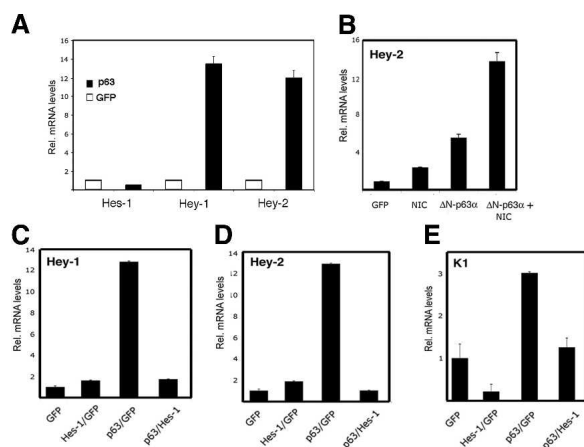 A
Rel. mRNA levels
16
14
12
10
8
6
4
2
p63
GFP
Hes-1 Hey-1 Hey-2
B
Hey-2
Rel. mRNA levels
16
12
8
4
GFP NIC ΔN-p63α ΔN-p63α +
NIC
C
Hey-1
Rel. mRNA levels
14
12
10
8
6
4
2
GFP
Hes-1/GFP
p63/GFP
p63/Hes-1
D
Hey-2
Rel. mRNA levels
14
12
10
8
6
4
2
GFP
Hes-1/GFP
p63/GFP
p63/Hes-1
E
K1
Rel. mRNA levels
3
2
1
GFP
Hes-1/GFP
p63/GFP
p63/Hes-1